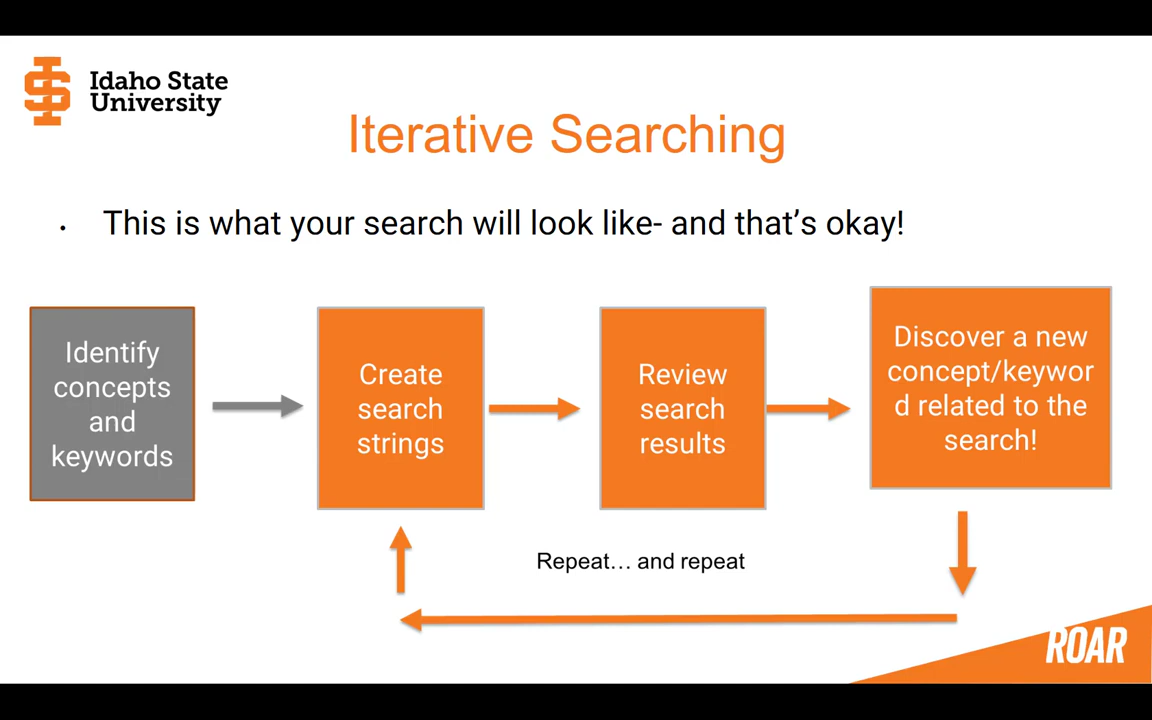 Idaho State
University
Iterative Searching
• This is what your search will look like- and that's okay!
Identify
concepts
and
keywords
Create
search
strings
Review
search
results
Discover a new
concept/keywor
d related to the
search!
Repeat… and repeat
ROAR